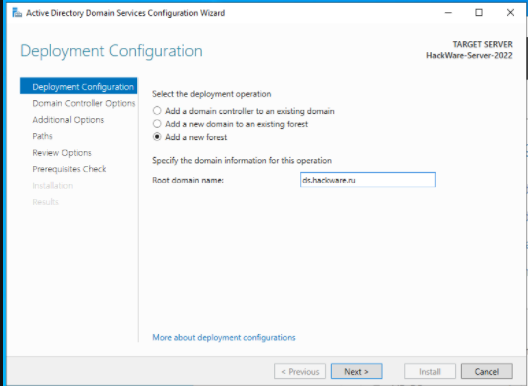 Active Directory Domain Services Configuration Wizard
Deployment Configuration
TARGET SERVER
HackWare-Server-2022
Deployment Configuration
Domain Controller Options
Additional Options
Paths
Review Options
Prerequisites Check
Installation
Results
Select the deployment operation
Add a domain controller to an existing domain
Add a new domain to an existing forest
Add a new forest
Specify the domain information for this operation
Root domain name:
ds.hackware.ru
More about deployment configurations
< Previous
Next >
Install
Cancel